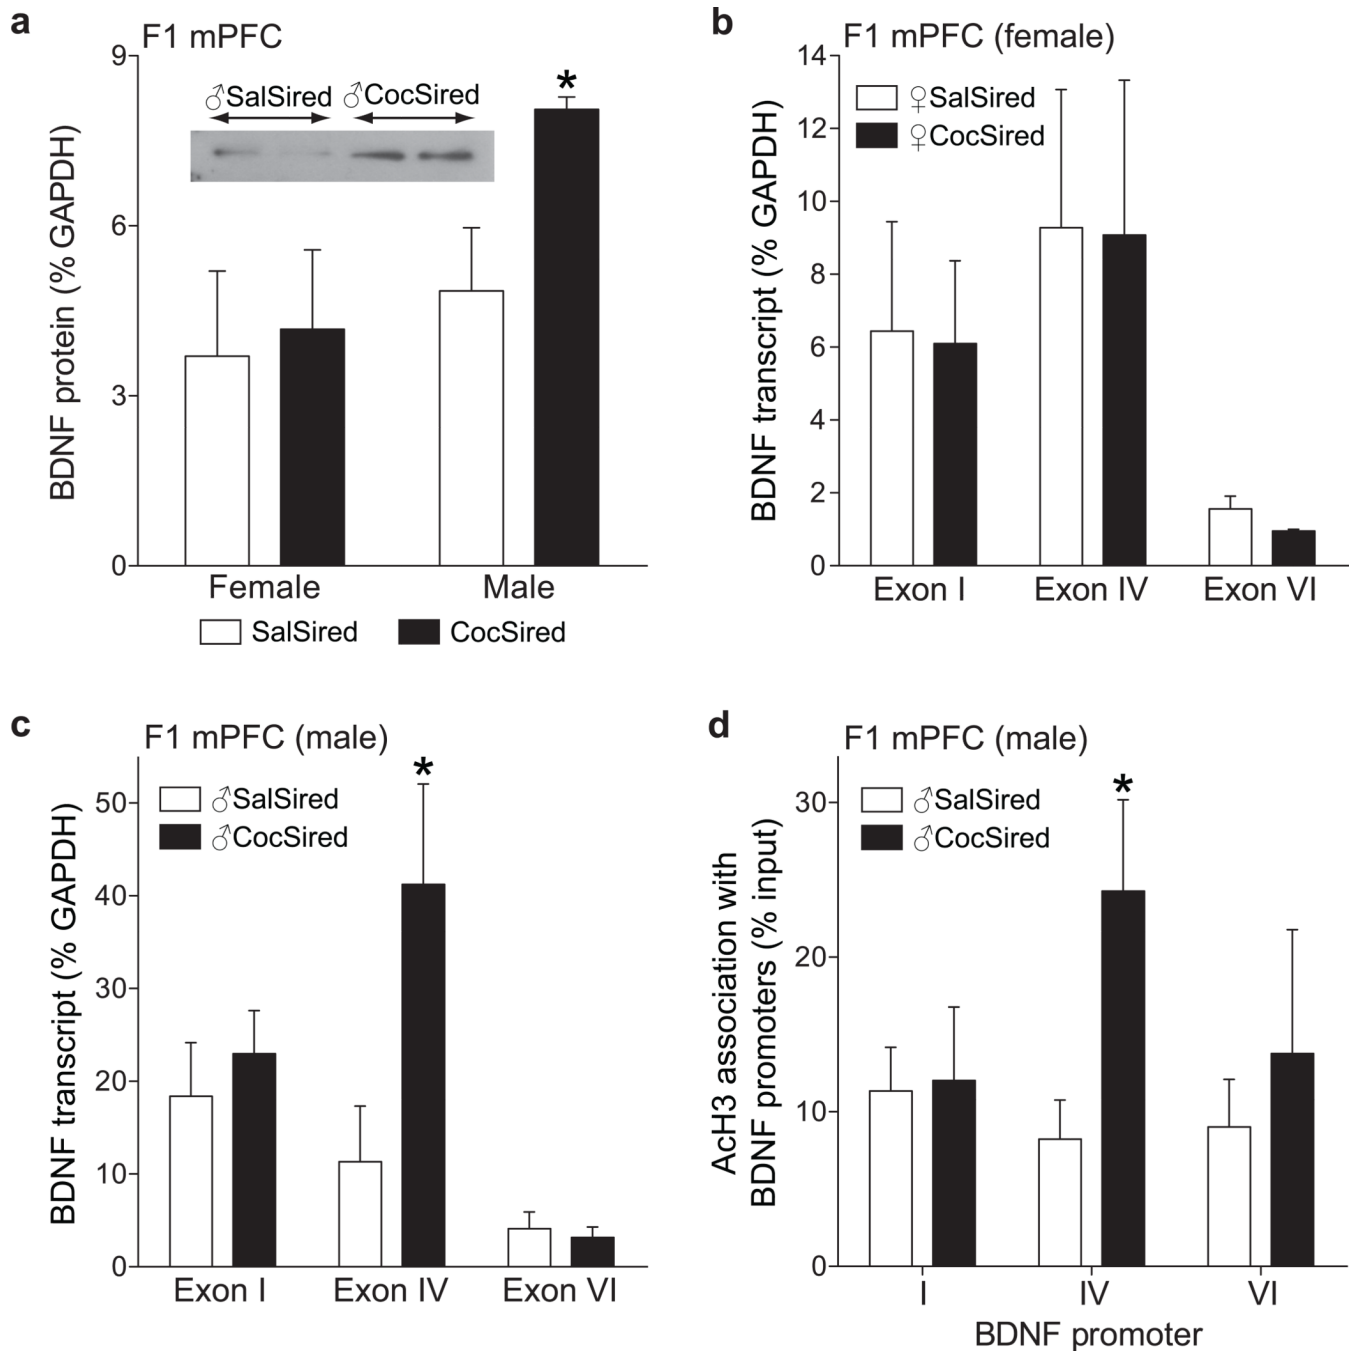 a
F1 mPFC
9
6
3
0
BDNF protein (% GAPDH)
♂SalSired ♂CocSired
*
Female Male
SalSired CocSired
b
F1 mPFC (female)
14
12
10
8
6
4
2
0
BDNF transcript (% GAPDH)
♀SalSired
♀CocSired
Exon I Exon IV Exon VI
c
F1 mPFC (male)
50
40
30
20
10
0
BDNF transcript (% GAPDH)
♂SalSired
♂CocSired
*
Exon I Exon IV Exon VI
d
F1 mPFC (male)
30
20
10
0
AcH3 association with
BDNF promoters (% input)
♂SalSired
♂CocSired
*
I IV VI
BDNF promoter